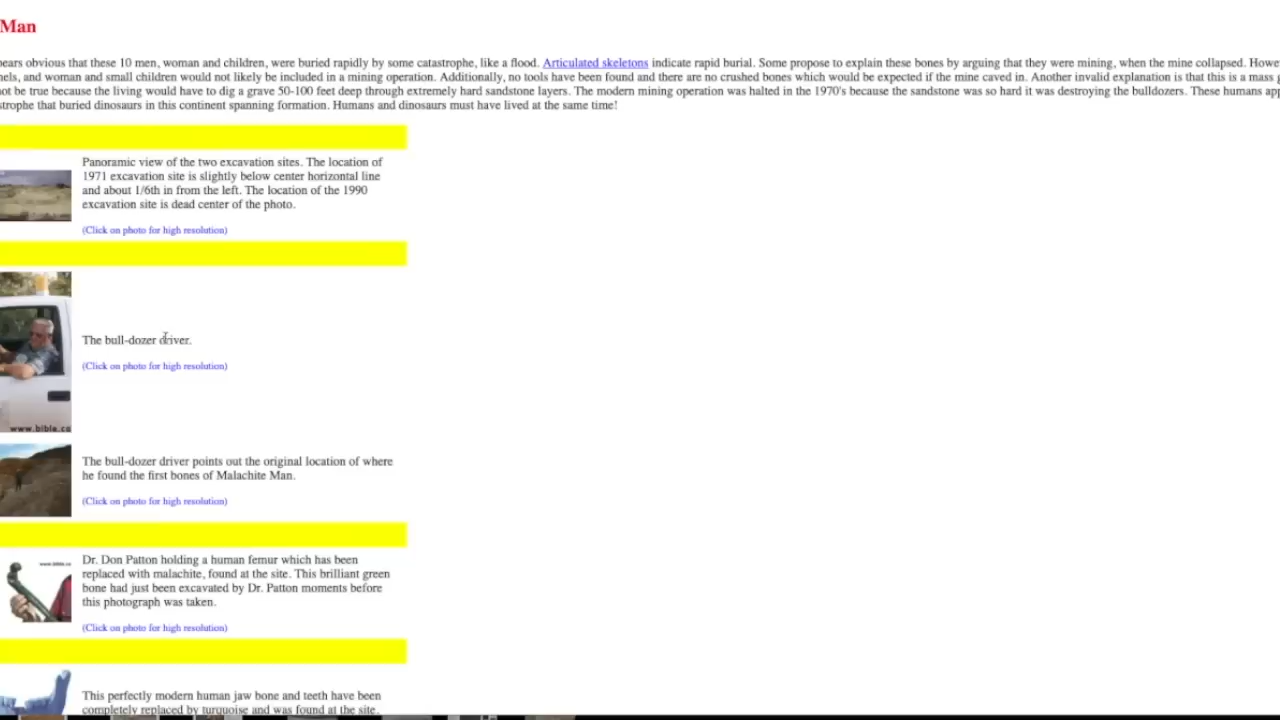 Man
ears obvious that these 10 men, woman and children, were buried rapidly by some catastrophe, like a flood. Articulated skeletons indicate rapid burial. Some propose to explain these bones by arguing that they were mining, when the mine collapsed. Howe
nels, and woman and small children would not likely be included in a mining operation. Additionally, no tools have been found and there are no crushed bones which would be expected if the mine caved in. Another invalid explanation is that this is a mass
ot be true because the living would have to dig a grave 50-100 feet deep through extremely hard sandstone layers. The modern mining operation was halted in the 1970's because the sandstone was so hard it was destroying the bulldozers. These humans app
strophe that buried dinosaurs in this continent spanning formation. Humans and dinosaurs must have lived at the same time!
Panoramic view of the two excavation sites. The location of
1971 excavation site is slightly below center horizontal line
and about 1/6th in from the left. The location of the 1990
excavation site is dead center of the photo.
(Click on photo for high resolution)
The bull-dozer driver.
(Click on photo for high resolution)
www.bible.ca
The bull-dozer driver points out the original location of where
he found the first bones of Malachite Man.
(Click on photo for high resolution)
www.bible.ca
Dr. Don Patton holding a human femur which has been
replaced with malachite, found at the site. This brilliant green
bone had just been excavated by Dr. Patton moments before
this photograph was taken.
(Click on photo for high resolution)
This perfectly modern human jaw bone and teeth have been
completely replaced by turquoise and was found at the site.